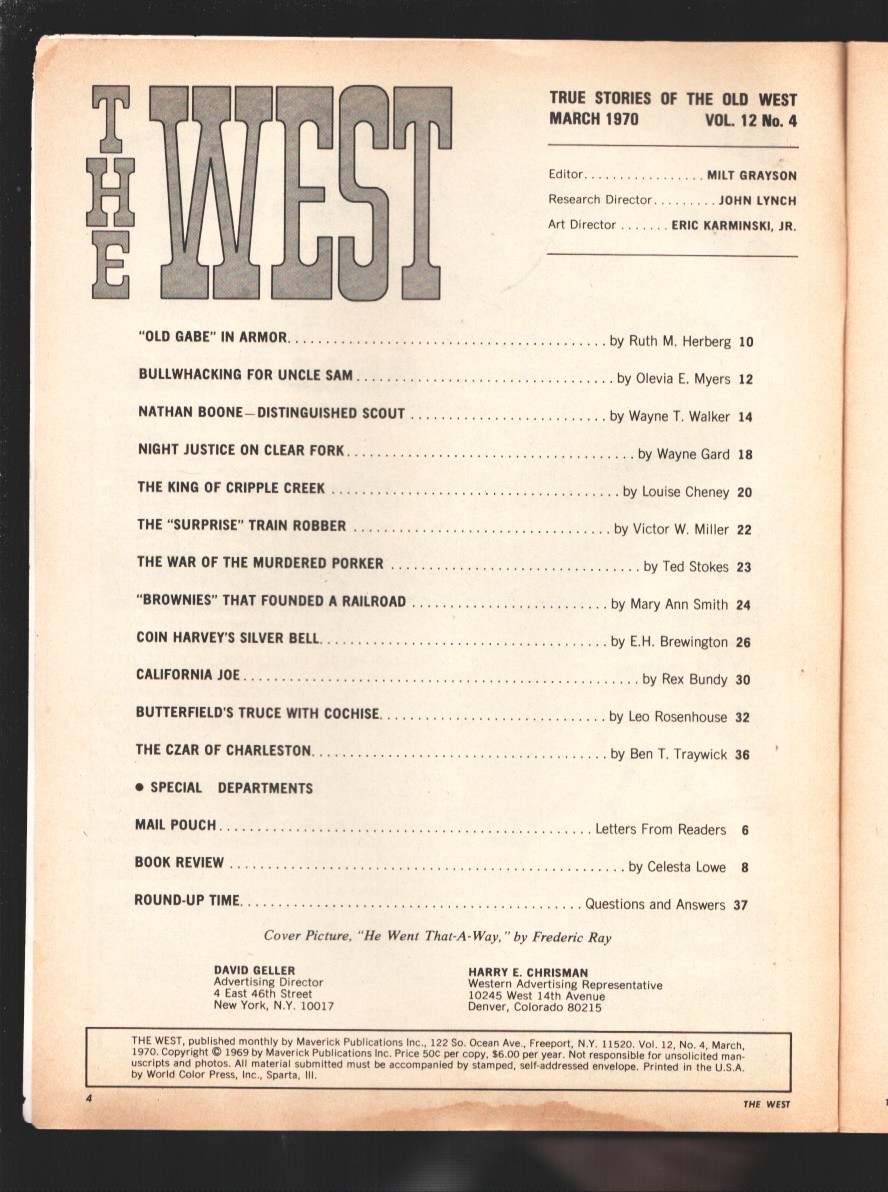 THE WEST
TRUE STORIES OF THE OLD WEST
MARCH 1970 VOL. 12 No. 4
Editor................. MILT GRAYSON
Research Director......... JOHN LYNCH
Art Director ....... ERIC KARMINSKI, JR.
"OLD GABE" IN ARMOR.......................................... by Ruth M. Herberg 10
BULLWHACKING FOR UNCLE SAM.................................. by Olevia E. Myers 12
NATHAN BOONE—DISTINGUISHED SCOUT .......................... by Wayne T. Walker 14
NIGHT JUSTICE ON CLEAR FORK...................................... by Wayne Gard 18
THE KING OF CRIPPLE CREEK ...................................... by Louise Cheney 20
THE "SURPRISE" TRAIN ROBBER .................................. by Victor W. Miller 22
THE WAR OF THE MURDERED PORKER ................................. by Ted Stokes 23
"BROWNIES" THAT FOUNDED A RAILROAD .......................... by Mary Ann Smith 24
COIN HARVEY'S SILVER BELL...................................... by E.H. Brewington 26
CALIFORNIA JOE.................................................... by Rex Bundy 30
BUTTERFIELD'S TRUCE WITH COCHISE.............................. by Leo Rosenhouse 32
THE CZAR OF CHARLESTON....................................... by Ben T. Traywick 36
● SPECIAL DEPARTMENTS
MAIL POUCH................................................. Letters From Readers 6
BOOK REVIEW .................................................... by Celesta Lowe 8
ROUND-UP TIME............................................. Questions and Answers 37
Cover Picture, "He Went That-A-Way," by Frederic Ray
DAVID GELLER
Advertising Director
4 East 46th Street
New York, N.Y. 10017
HARRY E. CHRISMAN
Western Advertising Representative
10245 West 14th Avenue
Denver, Colorado 80215
THE WEST, published monthly by Maverick Publications Inc., 122 So. Ocean Ave., Freeport, N.Y. 11520. Vol. 12, No. 4, March,
1970. Copyright © 1969 by Maverick Publications Inc. Price 50C per copy, $6.00 per year. Not responsible for unsolicited man-
uscripts and photos. All material submitted must be accompanied by stamped, self-addressed envelope. Printed in the U.S.A.
by World Color Press, Inc., Sparta, Ill.
4
THE WEST